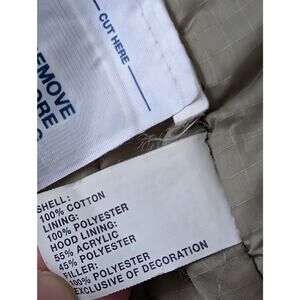 CUT HERE
REMOVE
SHELL:
100% COTTON
LINING:
100% POLYESTER
HOOD LINING:
55% ACRYLIC
45% POLYESTER
FILLER:
100% POLYESTER
EXCLUSIVE OF DECORATION